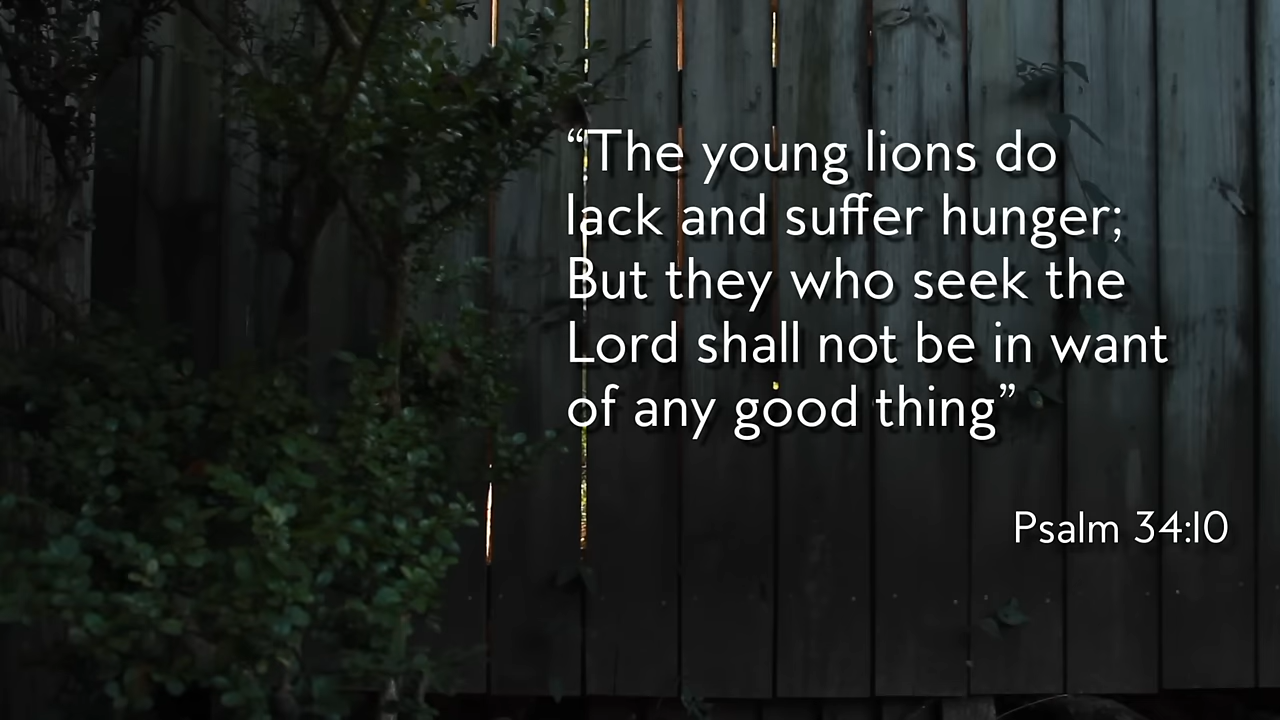 “The young lions do
lack and suffer hunger;
But they who seek the
Lord shall not be in want
of any good thing”
Psalm 34:10